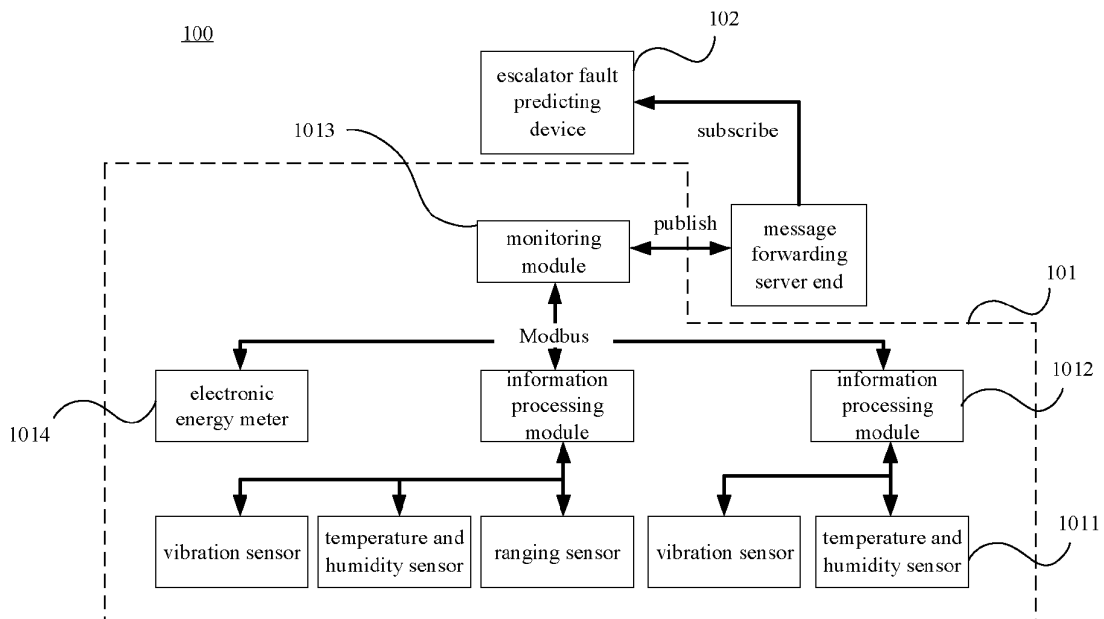 100
102
escalator fault
predicting
device
1013
subscribe
publish
monitoring
module
message
forwarding
server end
101
Modbus
electronic
energy meter
information
processing
module
information
processing
module
1012
1014
vibration sensor
temperature and
humidity sensor
ranging sensor
vibration sensor
temperature and
humidity sensor
1011